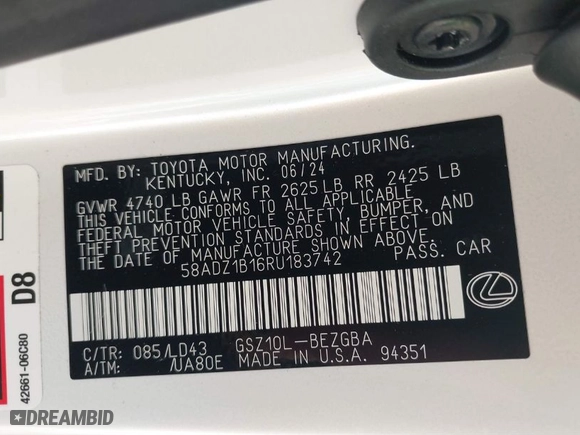 MFD. BY: TOYOTA MOTOR MANUFACTURING.
KENTUCKY, INC. 06/24
GVWR 4740 LB GAWR FR 2625 LB RR 2425 LB
THIS VEHICLE CONFORMS TO ALL APPLICABLE
FEDERAL MOTOR VEHICLE SAFETY, BUMPER, AND
THEFT PREVENTION STANDARDS IN EFFECT ON
THE DATE OF MANUFACTURE SHOWN ABOVE.
58ADZ1B16RU183742 PASS. CAR
C/TR: 085/LD43 GSZ10L-BEZGBA
A/TM: /UA80E MADE IN U.S.A. 94351
D8
42661-06C80
DREAMBID